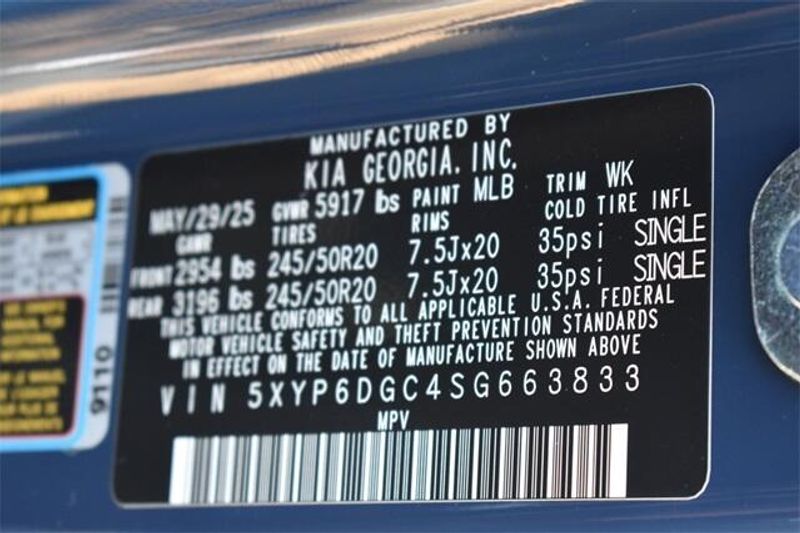 MANUFACTURED BY
KIA GEORGIA, INC.
MAY/29/25 GVWR 5917 lbs PAINT MLB TRIM WK
GAWR TIRES RIMS COLD TIRE INFL
FRONT 2954 lbs 245/50R20 7.5Jx20 35psi SINGLE
REAR 3196 lbs 245/50R20 7.5Jx20 35psi SINGLE
THIS VEHICLE CONFORMS TO ALL APPLICABLE U.S.A. FEDERAL
MOTOR VEHICLE SAFETY AND THEFT PREVENTION STANDARDS
IN EFFECT ON THE DATE OF MANUFACTURE SHOWN ABOVE
VIN 5XYP6DGC4SG663833
MPV
9110